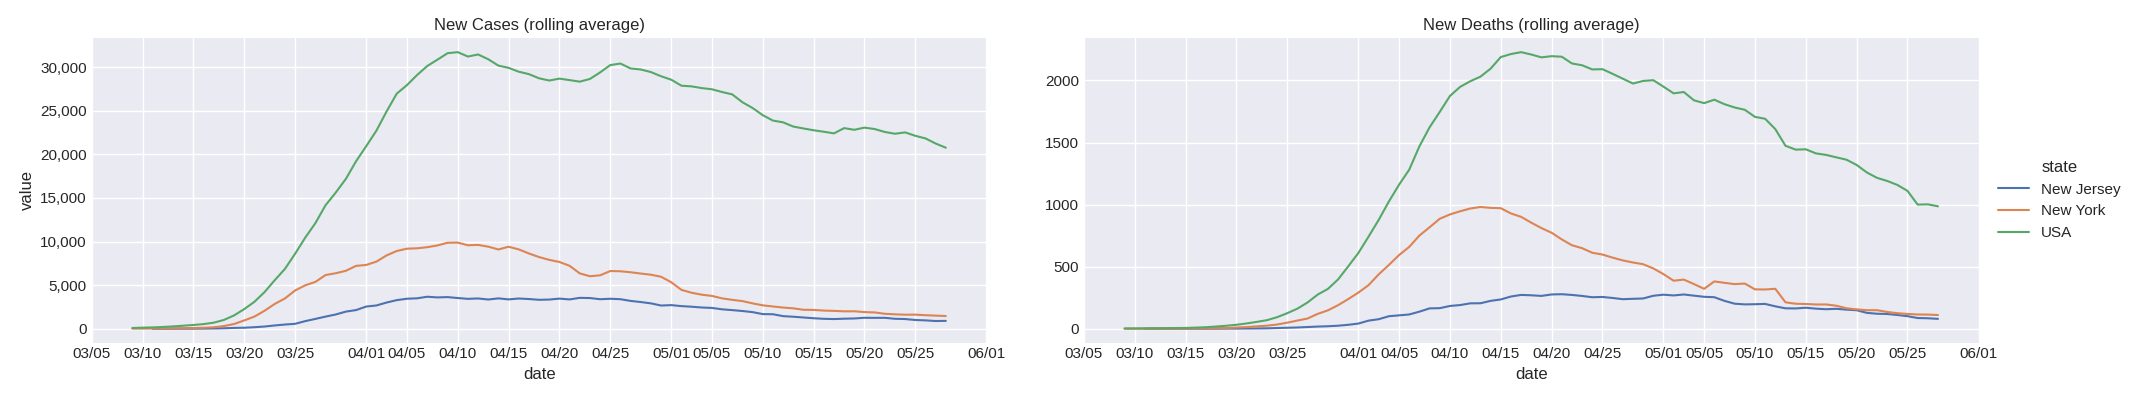 New Cases (rolling average)
value
30,000
25,000
20,000
15,000
10,000
5,000
0
03/05 03/10 03/15 03/20 03/25 04/01 04/05 04/10 04/15 04/20 04/25 05/01 05/05 05/10 05/15 05/20 05/25 06/01
date
New Deaths (rolling average)
2000
1500
1000
500
0
03/05 03/10 03/15 03/20 03/25 04/01 04/05 04/10 04/15 04/20 04/25 05/01 05/05 05/10 05/15 05/20 05/25 06/01
date
state
New Jersey
New York
USA